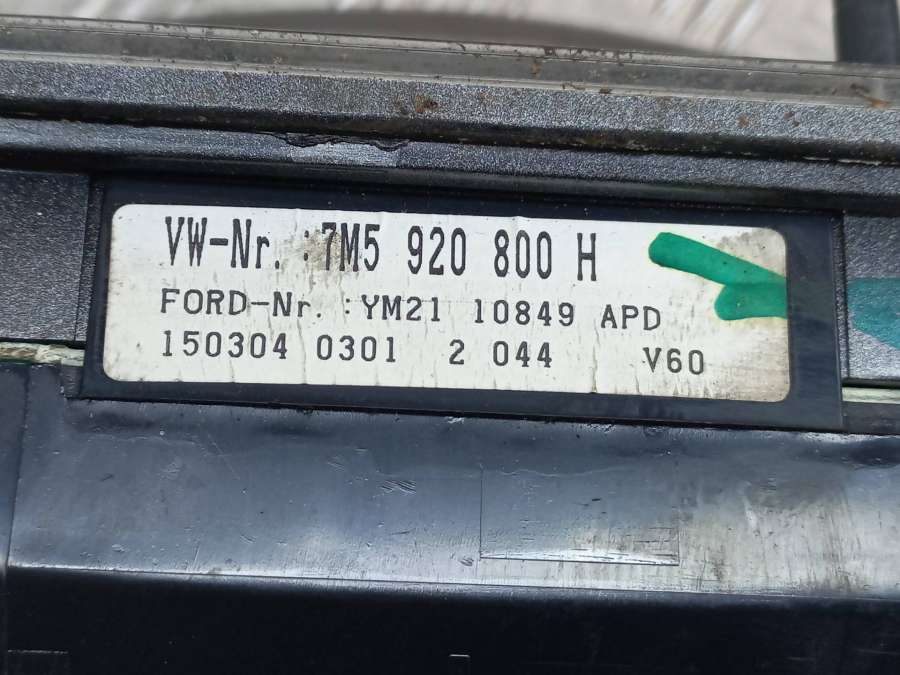 VW-Nr. :7M5 920 800 H
FORD-Nr. :YM21 10849 APD
150304 0301 2 044 V60